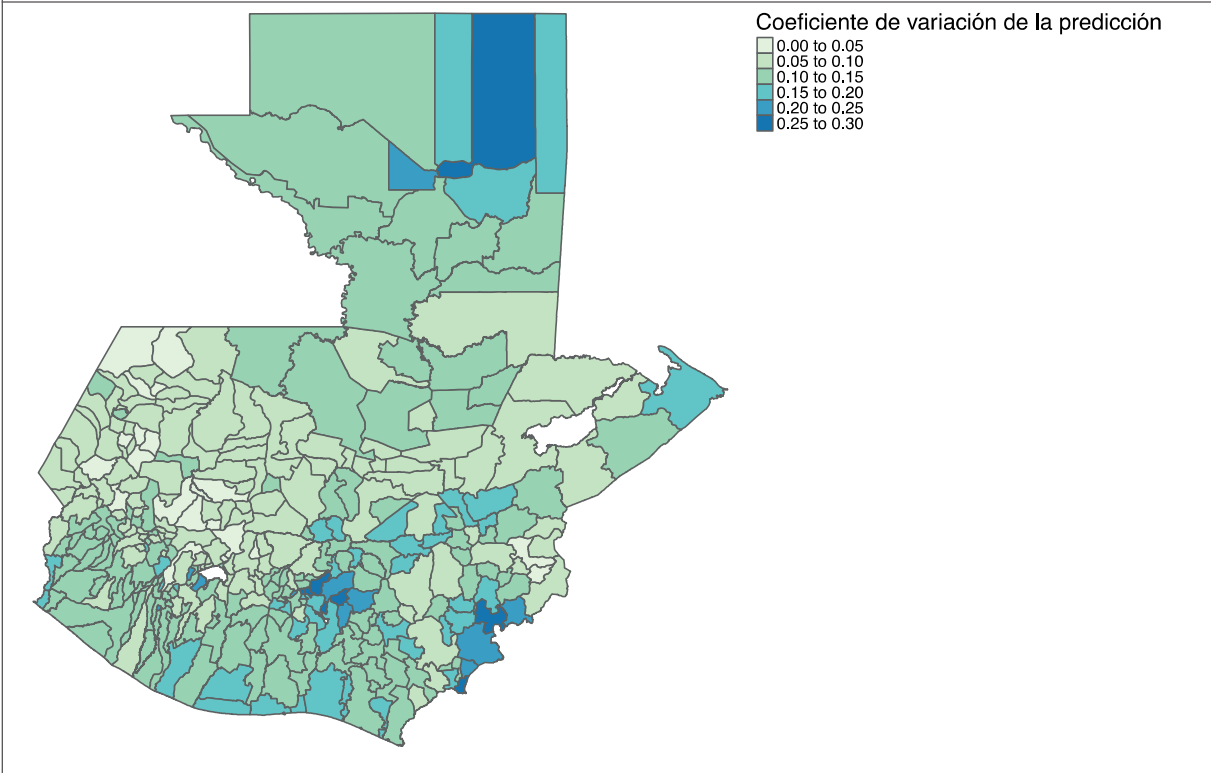 Coeficiente de variación de la predicción
0.00 to 0.05
0.05 to 0.10
0.10 to 0.15
0.15 to 0.20
0.20 to 0.25
0.25 to 0.30